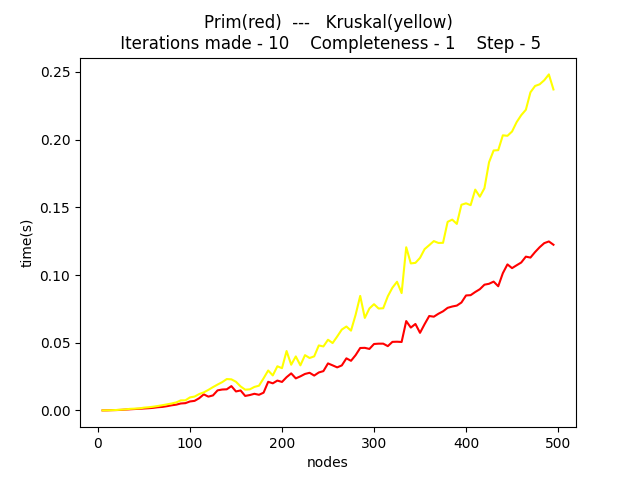 Prim(red)  ---   Kruskal(yellow)
Iterations made - 10    Completeness - 1    Step - 5
0.25
0.20
0.15
0.10
0.05
0.00
time(s)
0 100 200 300 400 500
nodes